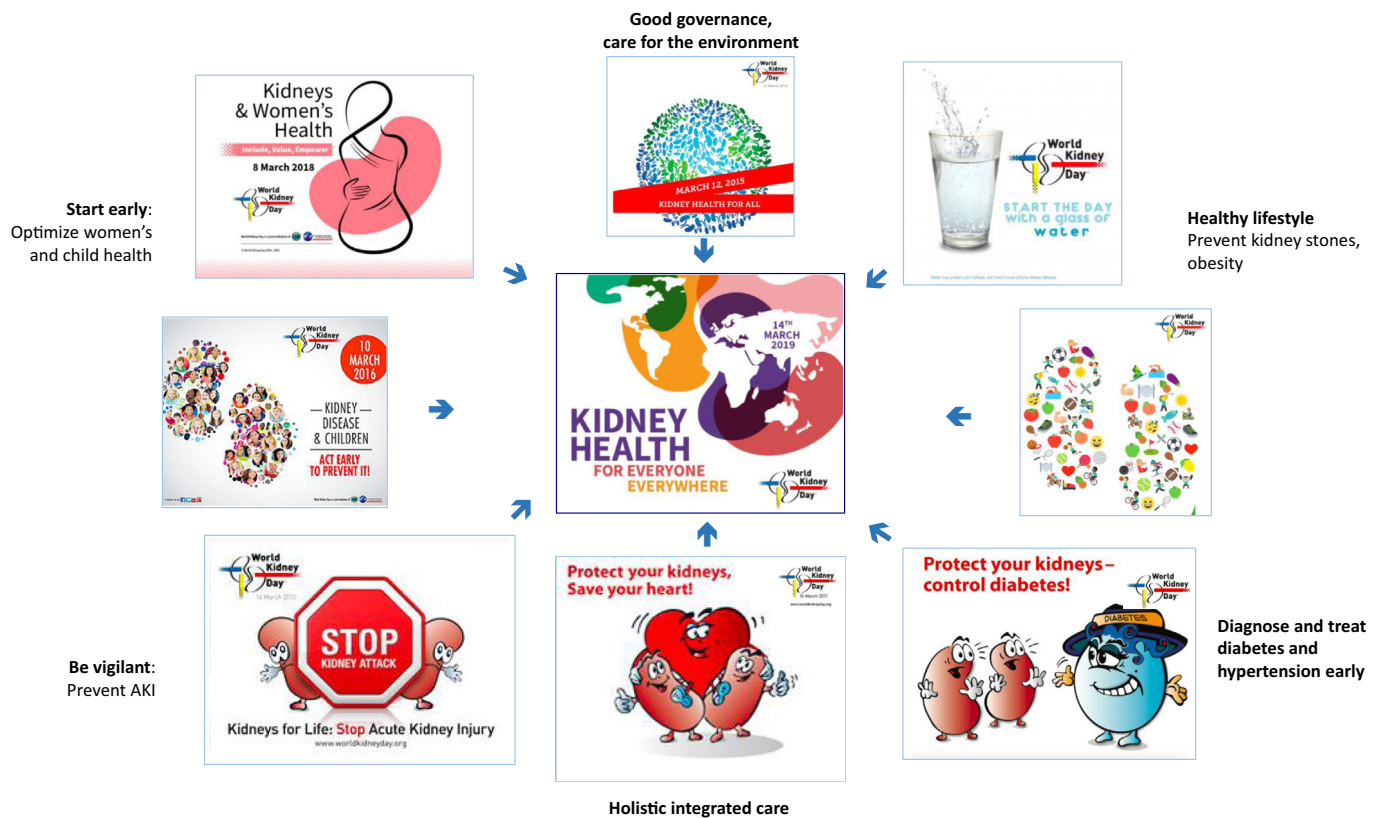 Good governance,
care for the environment
Kidneys
& Women's
Health
Include, Value, Empower
8 March 2018
World
Kidney
Day
World
Kidney
Day
MARCH 12, 2015
KIDNEY HEALTH FOR ALL
World
Kidney
Day
START THE DAY
with a glass of
water
Start early:
Optimize women's
and child health
Healthy lifestyle
Prevent kidney stones,
obesity
World
Kidney
Day
10
MARCH
2016
KIDNEY
DISEASE
& CHILDREN
ACT EARLY
TO PREVENT IT!
14TH
MARCH
2019
KIDNEY
HEALTH
FOR EVERYONE
EVERYWHERE
World
Kidney
Day
World
Kidney
Day
World
Kidney
Day
STOP
KIDNEY ATTACK
Kidneys for Life: Stop Acute Kidney Injury
www.worldkidneyday.org
Be vigilant:
Prevent AKI
Protect your kidneys,
Save your heart!
World
Kidney
Day
www.worldkidneyday.org
Protect your kidneys –
control diabetes!
World
Kidney
Day
DIABETES
Diagnose and treat
diabetes and
hypertension early
Holistic integrated care